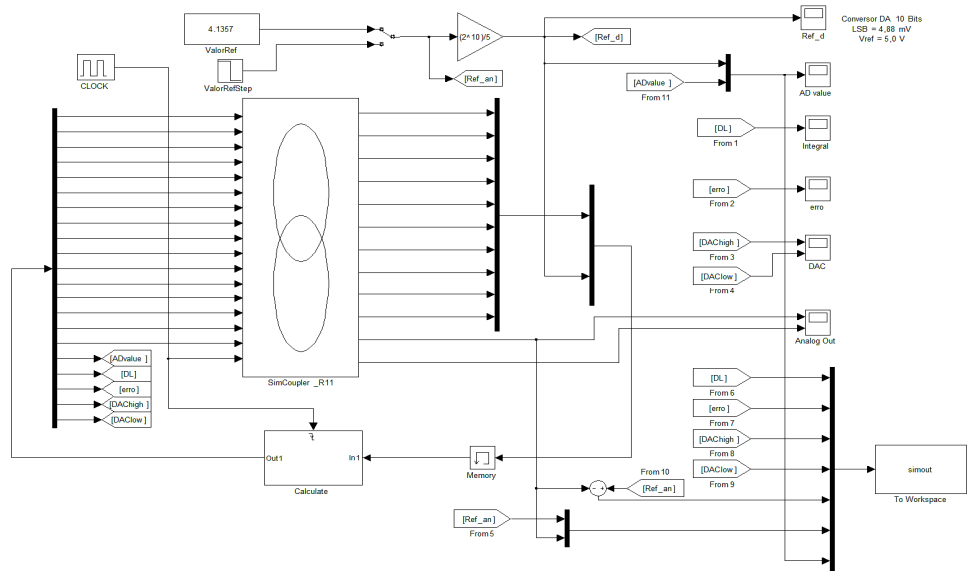 4.1357
ValorRef
(2^ 10 )/5
[Ref_d]
Ref_d
Conversor DA 10 Bits
LSB = 4,88 mV
Vref = 5,0 V
CLOCK
ValorRefStep
[Ref_an]
[ADvalue ]
From 11
AD value
[DL]
From 1
Integral
[erro ]
From 2
erro
[DAChigh ]
From 3
[DAClow ]
From 4
DAC
Analog Out
SimCoupler _R11
[ADvalue ]
[DL]
[erro ]
[DAChigh ]
[DAClow ]
Out1
In1
Calculate
Memory
[DL]
From 6
[erro ]
From 7
[DAChigh ]
From 8
[DAClow ]
From 9
From 10
[Ref_an]
[Ref_an ]
From 5
simout
To Workspace